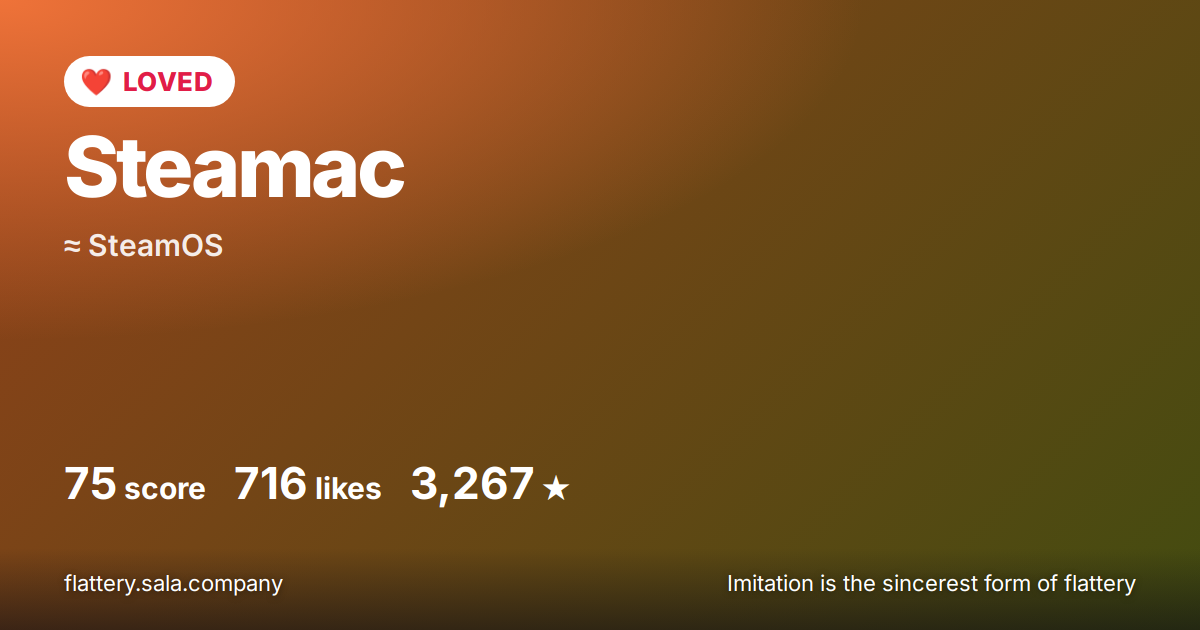 ❤️ LOVED
Steamac
≈ SteamOS
75 score 716 likes 3,267 ★
flattery.sala.company
Imitation is the sincerest form of flattery